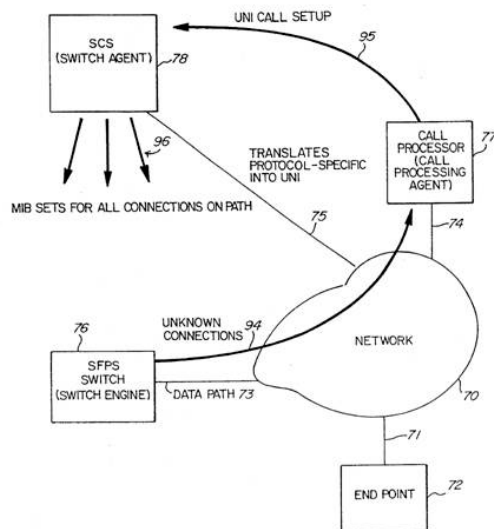 UNI CALL SETUP
95
SCS
(SWITCH AGENT)
78
96
MIB SETS FOR ALL CONNECTIONS ON PATH
TRANSLATES
PROTOCOL-SPECIFIC
INTO UNI
CALL
PROCESSOR
(CALL
PROCESSING
AGENT)
77
74
75
UNKNOWN
CONNECTIONS
94
76
SFPS
SWITCH
(SWITCH ENGINE)
DATA PATH 73
NETWORK
70
71
END POINT
72